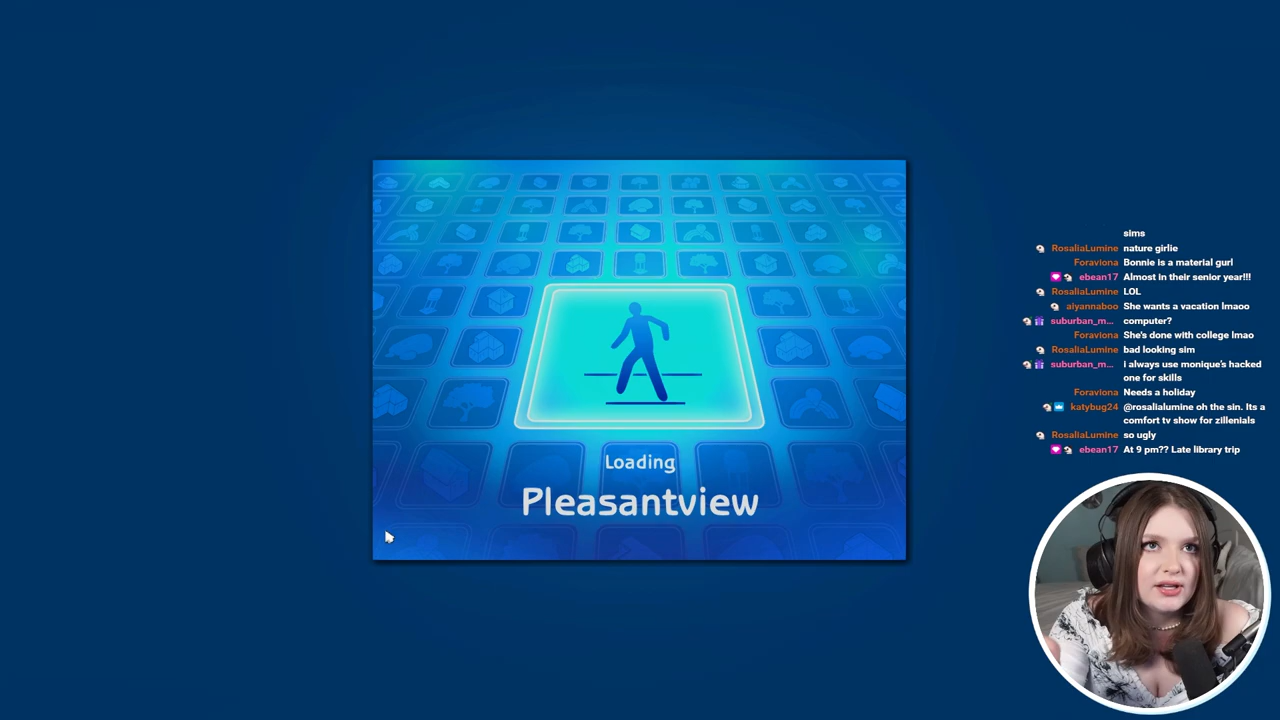 Loading
Pleasantview
sims
RosaliaLumine nature girlie
Foraviona Bonnie is a material gurl
ebean17 Almost in their senior year!!!
RosaliaLumine LOL
aiyannaboo She wants a vacation lmaoo
suburban_m... computer?
Foraviona She's done with college lmao
RosaliaLumine bad looking sim
suburban_m... i always use monique's hacked
one for skills
Foraviona Needs a holiday
katybug24 @rosalialumine oh the sin. Its a
comfort tv show for zillenials
RosaliaLumine so ugly
ebean17 At 9 pm?? Late library trip